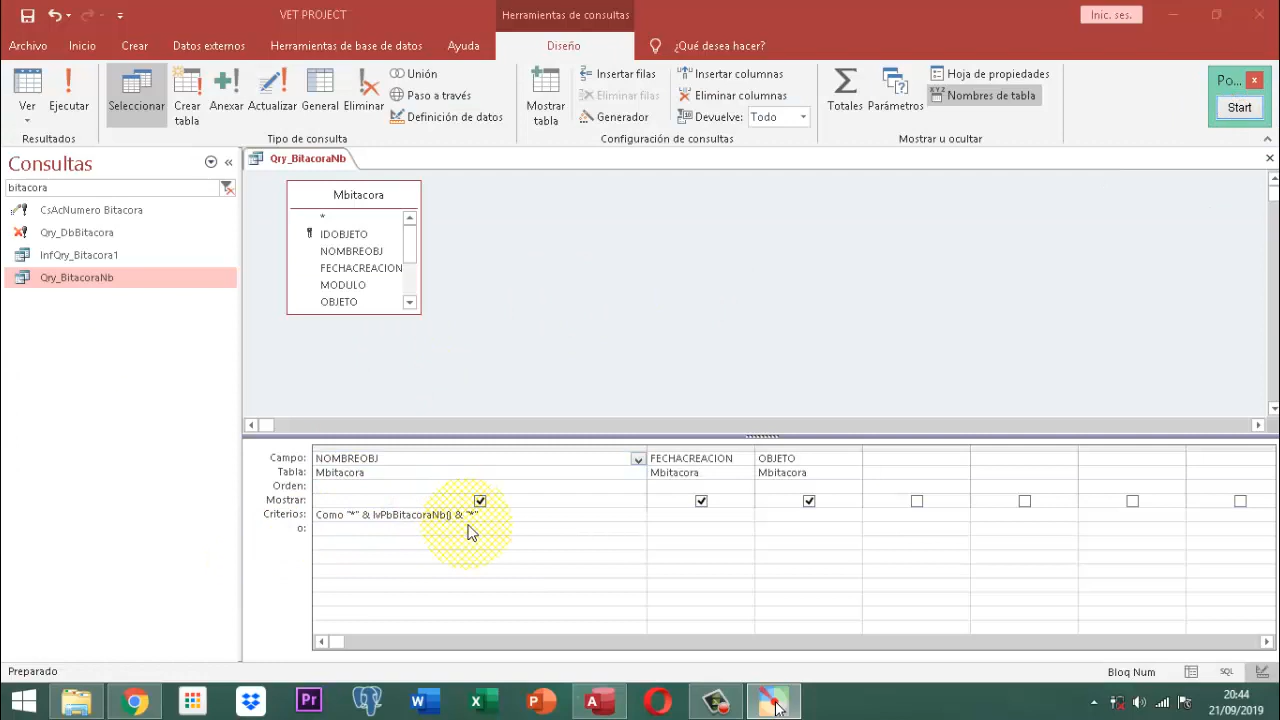 VET PROJECT
Herramientas de consultas
Inic. ses.
Archivo
Inicio
Crear
Datos externos
Herramientas de base de datos
Ayuda
Diseño
¿Qué desea hacer?
Ver
Ejecutar
Seleccionar
Crear tabla
Anexar
Actualizar
General
Eliminar
Unión
Paso a través
Definición de datos
Mostrar tabla
Insertar filas
Eliminar filas
Generador
Insertar columnas
Eliminar columnas
Devuelve: Todo
Totales
Parámetros
Hoja de propiedades
XYZ Nombres de tabla
Po...
Start
Resultados
Tipo de consulta
Configuración de consultas
Mostrar u ocultar
Consultas
bitacora
CsAcNumero Bitacora
Qry_DbBitacora
InfQry_Bitacora1
Qry_BitacoraNb
Qry_BitacoraNb
Mbitacora
*
IDOBJETO
NOMBREOBJ
FECHACREACION
MODULO
OBJETO
Campo: NOMBREOBJ FECHACREACION OBJETO
Tabla: Mbitacora Mbitacora Mbitacora
Orden:
Mostrar:
Criterios: Como "*" & IvPbBitacoraNb() & "*"
o:
Preparado
Bloq Num
SQL
Pr
20:44
21/09/2019